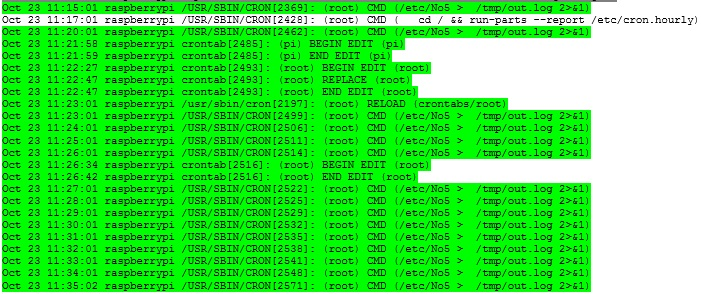 Oct 23 11:15:01 raspberrypi /USR/SBIN/CRON[2369]: (root) CMD (/etc/No5 >  /tmp/out.log 2>&1)
Oct 23 11:17:01 raspberrypi /USR/SBIN/CRON[2428]: (root) CMD (   cd / && run-parts --report /etc/cron.hourly)
Oct 23 11:20:01 raspberrypi /USR/SBIN/CRON[2462]: (root) CMD (/etc/No5 >  /tmp/out.log 2>&1)
Oct 23 11:21:58 raspberrypi crontab[2485]: (pi) BEGIN EDIT (pi)
Oct 23 11:21:59 raspberrypi crontab[2485]: (pi) END EDIT (pi)
Oct 23 11:22:27 raspberrypi crontab[2493]: (root) BEGIN EDIT (root)
Oct 23 11:22:47 raspberrypi crontab[2493]: (root) REPLACE (root)
Oct 23 11:22:47 raspberrypi crontab[2493]: (root) END EDIT (root)
Oct 23 11:23:01 raspberrypi /usr/sbin/cron[2197]: (root) RELOAD (crontabs/root)
Oct 23 11:23:01 raspberrypi /USR/SBIN/CRON[2499]: (root) CMD (/etc/No5 >  /tmp/out.log 2>&1)
Oct 23 11:24:01 raspberrypi /USR/SBIN/CRON[2506]: (root) CMD (/etc/No5 >  /tmp/out.log 2>&1)
Oct 23 11:25:01 raspberrypi /USR/SBIN/CRON[2511]: (root) CMD (/etc/No5 >  /tmp/out.log 2>&1)
Oct 23 11:26:01 raspberrypi /USR/SBIN/CRON[2514]: (root) CMD (/etc/No5 >  /tmp/out.log 2>&1)
Oct 23 11:26:34 raspberrypi crontab[2516]: (root) BEGIN EDIT (root)
Oct 23 11:26:42 raspberrypi crontab[2516]: (root) END EDIT (root)
Oct 23 11:27:01 raspberrypi /USR/SBIN/CRON[2522]: (root) CMD (/etc/No5 >  /tmp/out.log 2>&1)
Oct 23 11:28:01 raspberrypi /USR/SBIN/CRON[2525]: (root) CMD (/etc/No5 >  /tmp/out.log 2>&1)
Oct 23 11:29:01 raspberrypi /USR/SBIN/CRON[2529]: (root) CMD (/etc/No5 >  /tmp/out.log 2>&1)
Oct 23 11:30:01 raspberrypi /USR/SBIN/CRON[2532]: (root) CMD (/etc/No5 >  /tmp/out.log 2>&1)
Oct 23 11:31:01 raspberrypi /USR/SBIN/CRON[2535]: (root) CMD (/etc/No5 >  /tmp/out.log 2>&1)
Oct 23 11:32:01 raspberrypi /USR/SBIN/CRON[2538]: (root) CMD (/etc/No5 >  /tmp/out.log 2>&1)
Oct 23 11:33:01 raspberrypi /USR/SBIN/CRON[2541]: (root) CMD (/etc/No5 >  /tmp/out.log 2>&1)
Oct 23 11:34:01 raspberrypi /USR/SBIN/CRON[2548]: (root) CMD (/etc/No5 >  /tmp/out.log 2>&1)
Oct 23 11:35:02 raspberrypi /USR/SBIN/CRON[2571]: (root) CMD (/etc/No5 >  /tmp/out.log 2>&1)